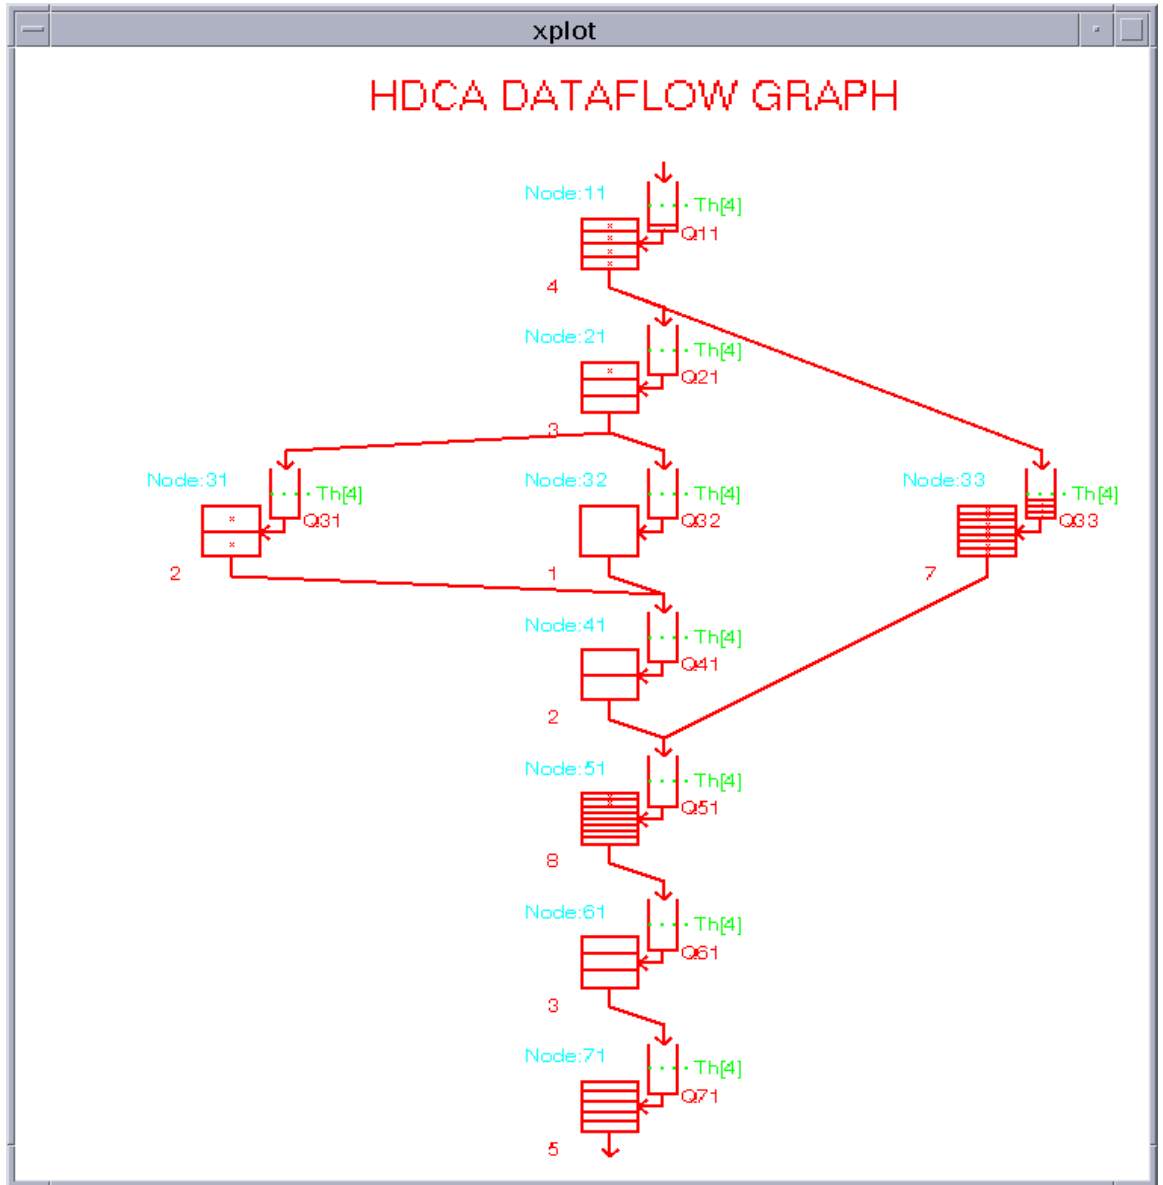 xplot
HDCA DATAFLOW GRAPH
Node:11
Th[4]
Q11
4
Node:21
Th[4]
Q21
3
Node:31
Th[4]
Q31
2
Node:32
Th[4]
Q32
1
Node:33
Th[4]
Q33
7
Node:41
Th[4]
Q41
2
Node:51
Th[4]
Q51
8
Node:61
Th[4]
Q61
3
Node:71
Th[4]
Q71
5